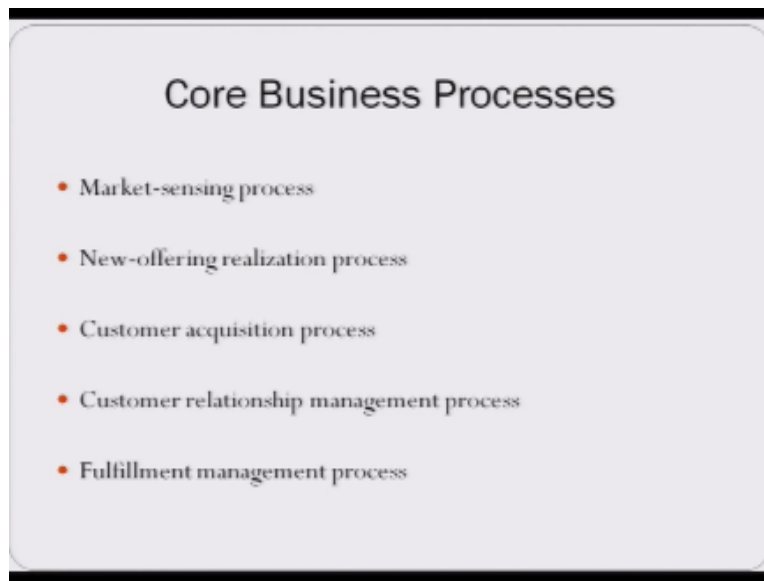 Core Business Processes
Market-sensing process
New-offering realization process
Customer acquisition process
Customer relationship management process
Fulfillment management process